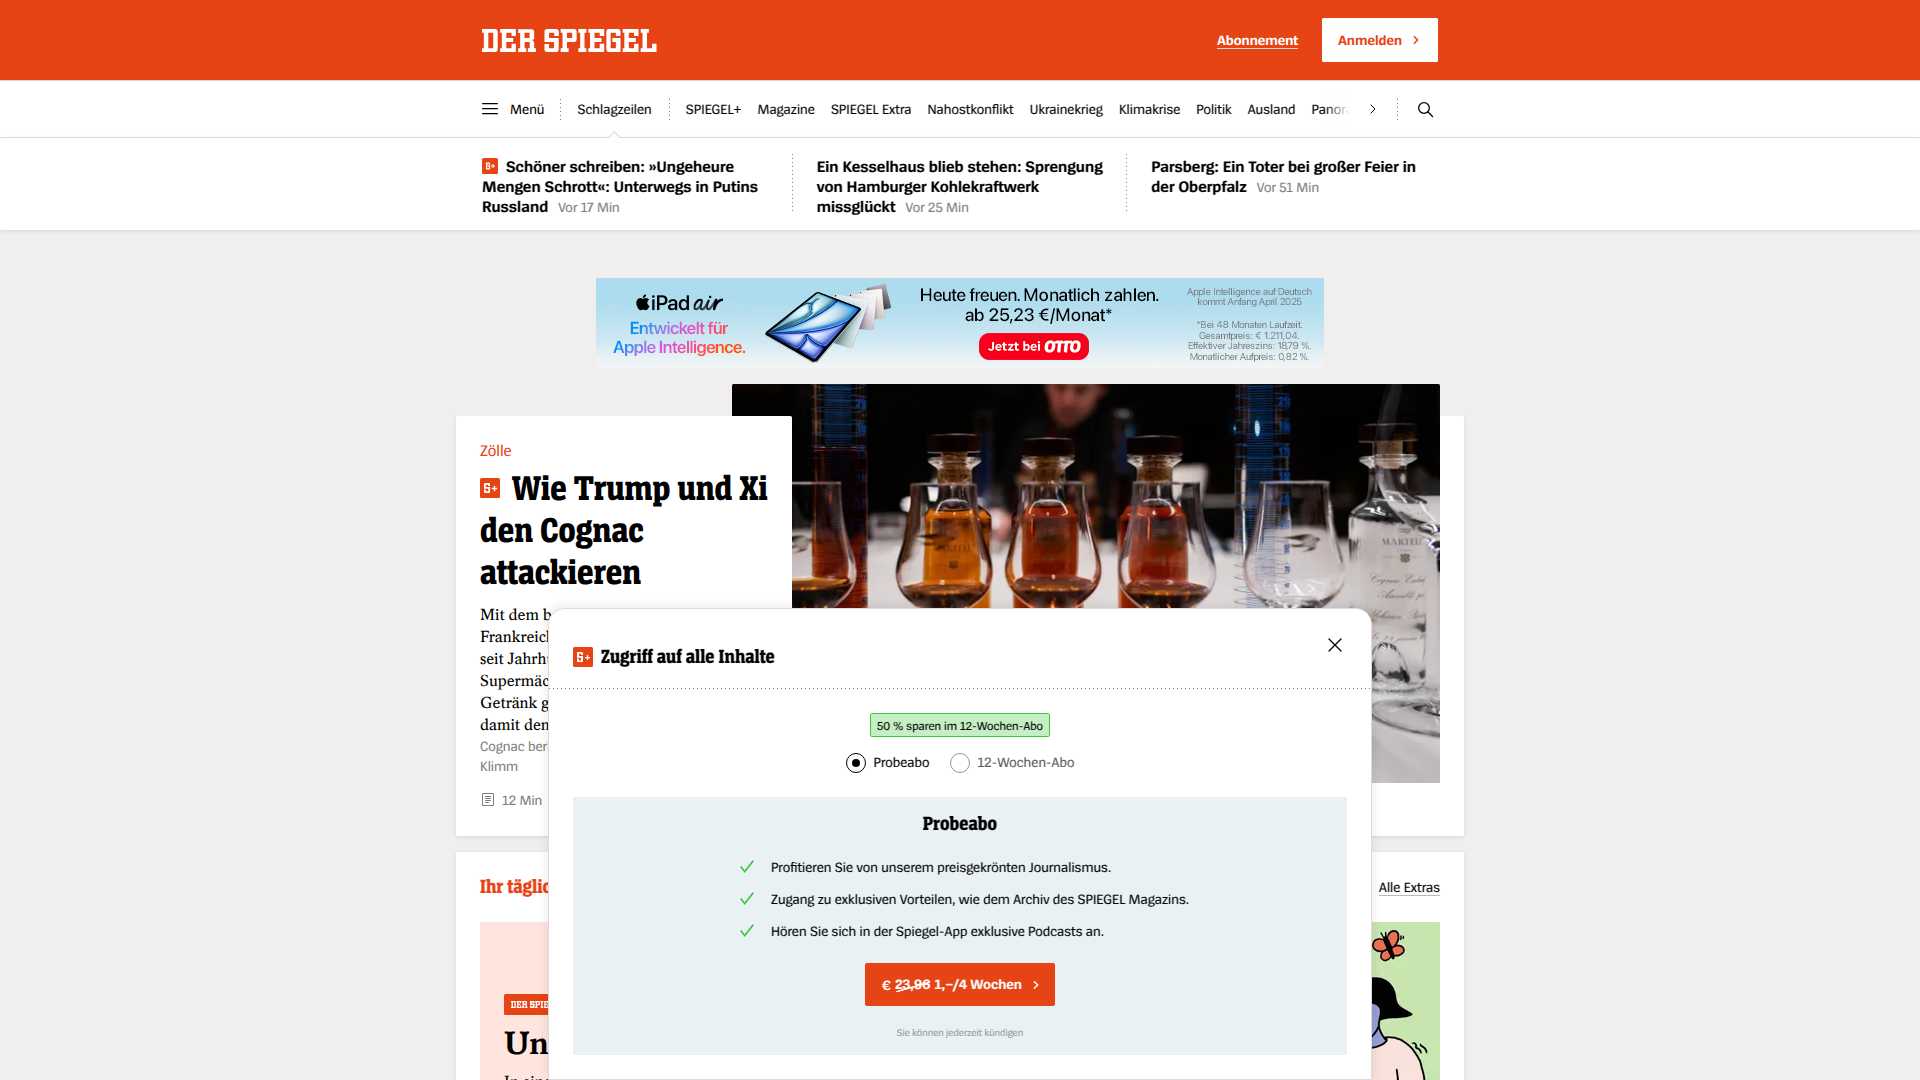 DER SPIEGEL
Abonnement
Anmelden
Menü
Schlagzeilen
SPIEGEL+
Magazine
SPIEGEL Extra
Nahostkonflikt
Ukrainekrieg
Klimakrise
Politik
Ausland
Schöner schreiben: »Ungeheure
Mengen Schrott«: Unterwegs in Putins
Russland Vor 17 Min
Ein Kesselhaus blieb stehen: Sprengung
von Hamburger Kohlekraftwerk
missglückt Vor 25 Min
Parsberg: Ein Toter bei großer Feier in
der Oberpfalz Vor 51 Min
iPad air
Entwickelt für
Apple Intelligence.
Heute freuen. Monatlich zahlen.
ab 25,23 €/Monat*
Jetzt bei OTTO
Apple Intelligence auf Deutsch
kommt Anfang April 2025
*Bei 48 Monaten Laufzeit.
Gesamtpreis: € 1.211,04.
Effektiver Jahreszins: 18,79 %.
Monatlicher Aufpreis: 0,82 %.
Zölle
Wie Trump und Xi
den Cognac
attackieren
Mit dem
seit
Getränk
damit
Cognac
Klimm
12 Min
MARTELL
Zugriff auf alle Inhalte
50 % sparen im 12-Wochen-Abo
Probeabo
12-Wochen-Abo
Probeabo
Profitieren Sie von unserem preisgekrönten Journalismus.
Zugang zu exklusiven Vorteilen, wie dem Archiv des SPIEGEL Magazins.
Hören Sie sich in der Spiegel-App exklusive Podcasts an.
€ 23,96 1,–/4 Wochen
Sie können jederzeit kündigen
Ihr
Alle Extras
DER
Un